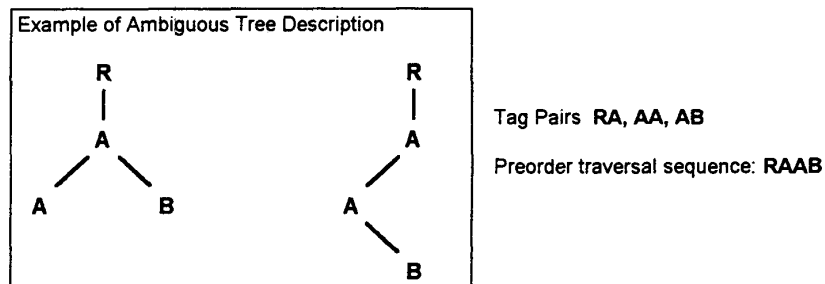 Example of Ambiguous Tree Description
R
R
A
A
Tag Pairs RA, AA, AB
Preorder traversal sequence: RAAB
A
B
A
B